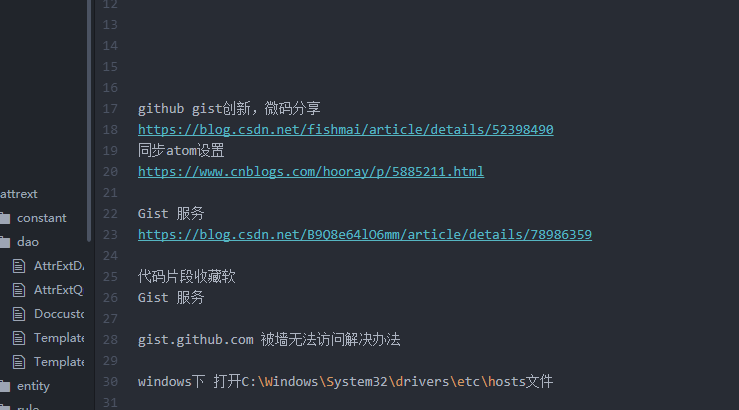 12
13
14
15
16
17 github gist创新，微码分享
18 https://blog.csdn.net/fishmai/article/details/52398490
19 同步atom设置
20 https://www.cnblogs.com/hooray/p/5885211.html
21
22 Gist 服务
23 https://blog.csdn.net/B9Q8e64lO6mm/article/details/78986359
24
25 代码片段收藏软
26 Gist 服务
27
28 gist.github.com 被墙无法访问解决办法
29
30 windows下 打开C:\Windows\System32\drivers\etc\hosts文件
31
attrext
constant
dao
AttrExtDA
AttrExtQ
Doccusto
Template
Template
entity
rule